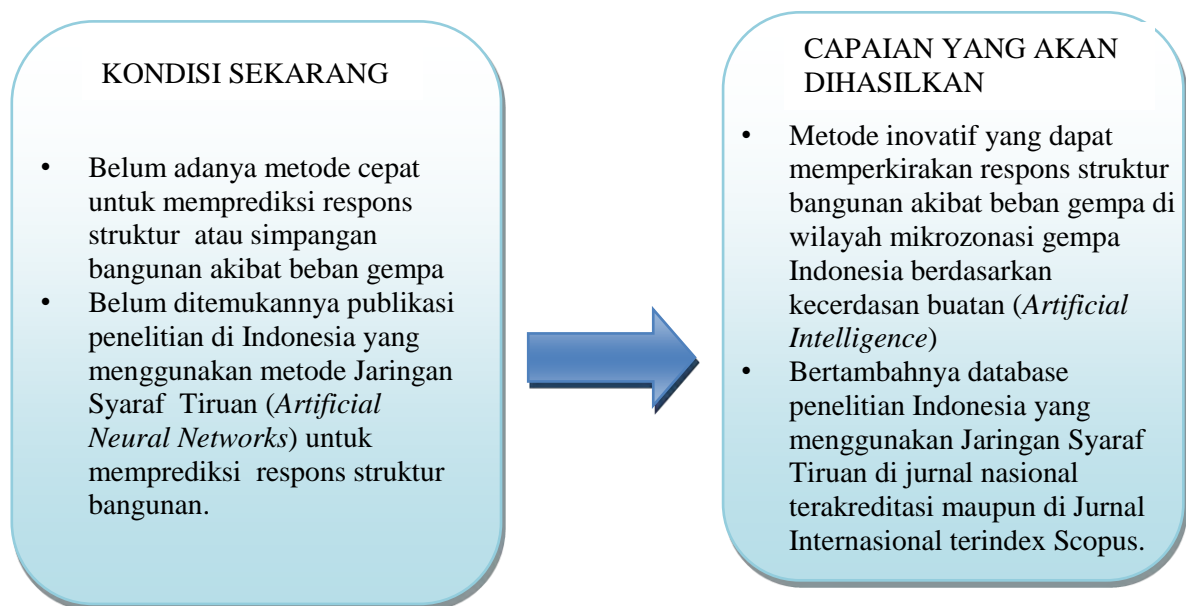 KONDISI SEKARANG
• Belum adanya metode cepat
untuk memprediksi respons
struktur atau simpangan
bangunan akibat beban gempa
• Belum ditemukannya publikasi
penelitian di Indonesia yang
menggunakan metode Jaringan
Syaraf Tiruan (Artificial
Neural Networks) untuk
memprediksi respons struktur
bangunan.
CAPAIAN YANG AKAN
DIHASILKAN
• Metode inovatif yang dapat
memperkirakan respons struktur
bangunan akibat beban gempa di
wilayah mikrozonasi gempa
Indonesia berdasarkan
kecerdasan buatan (Artificial
Intelligence)
• Bertambahnya database
penelitian Indonesia yang
menggunakan Jaringan Syaraf
Tiruan di jurnal nasional
terakreditasi maupun di Jurnal
Internasional terindex Scopus.